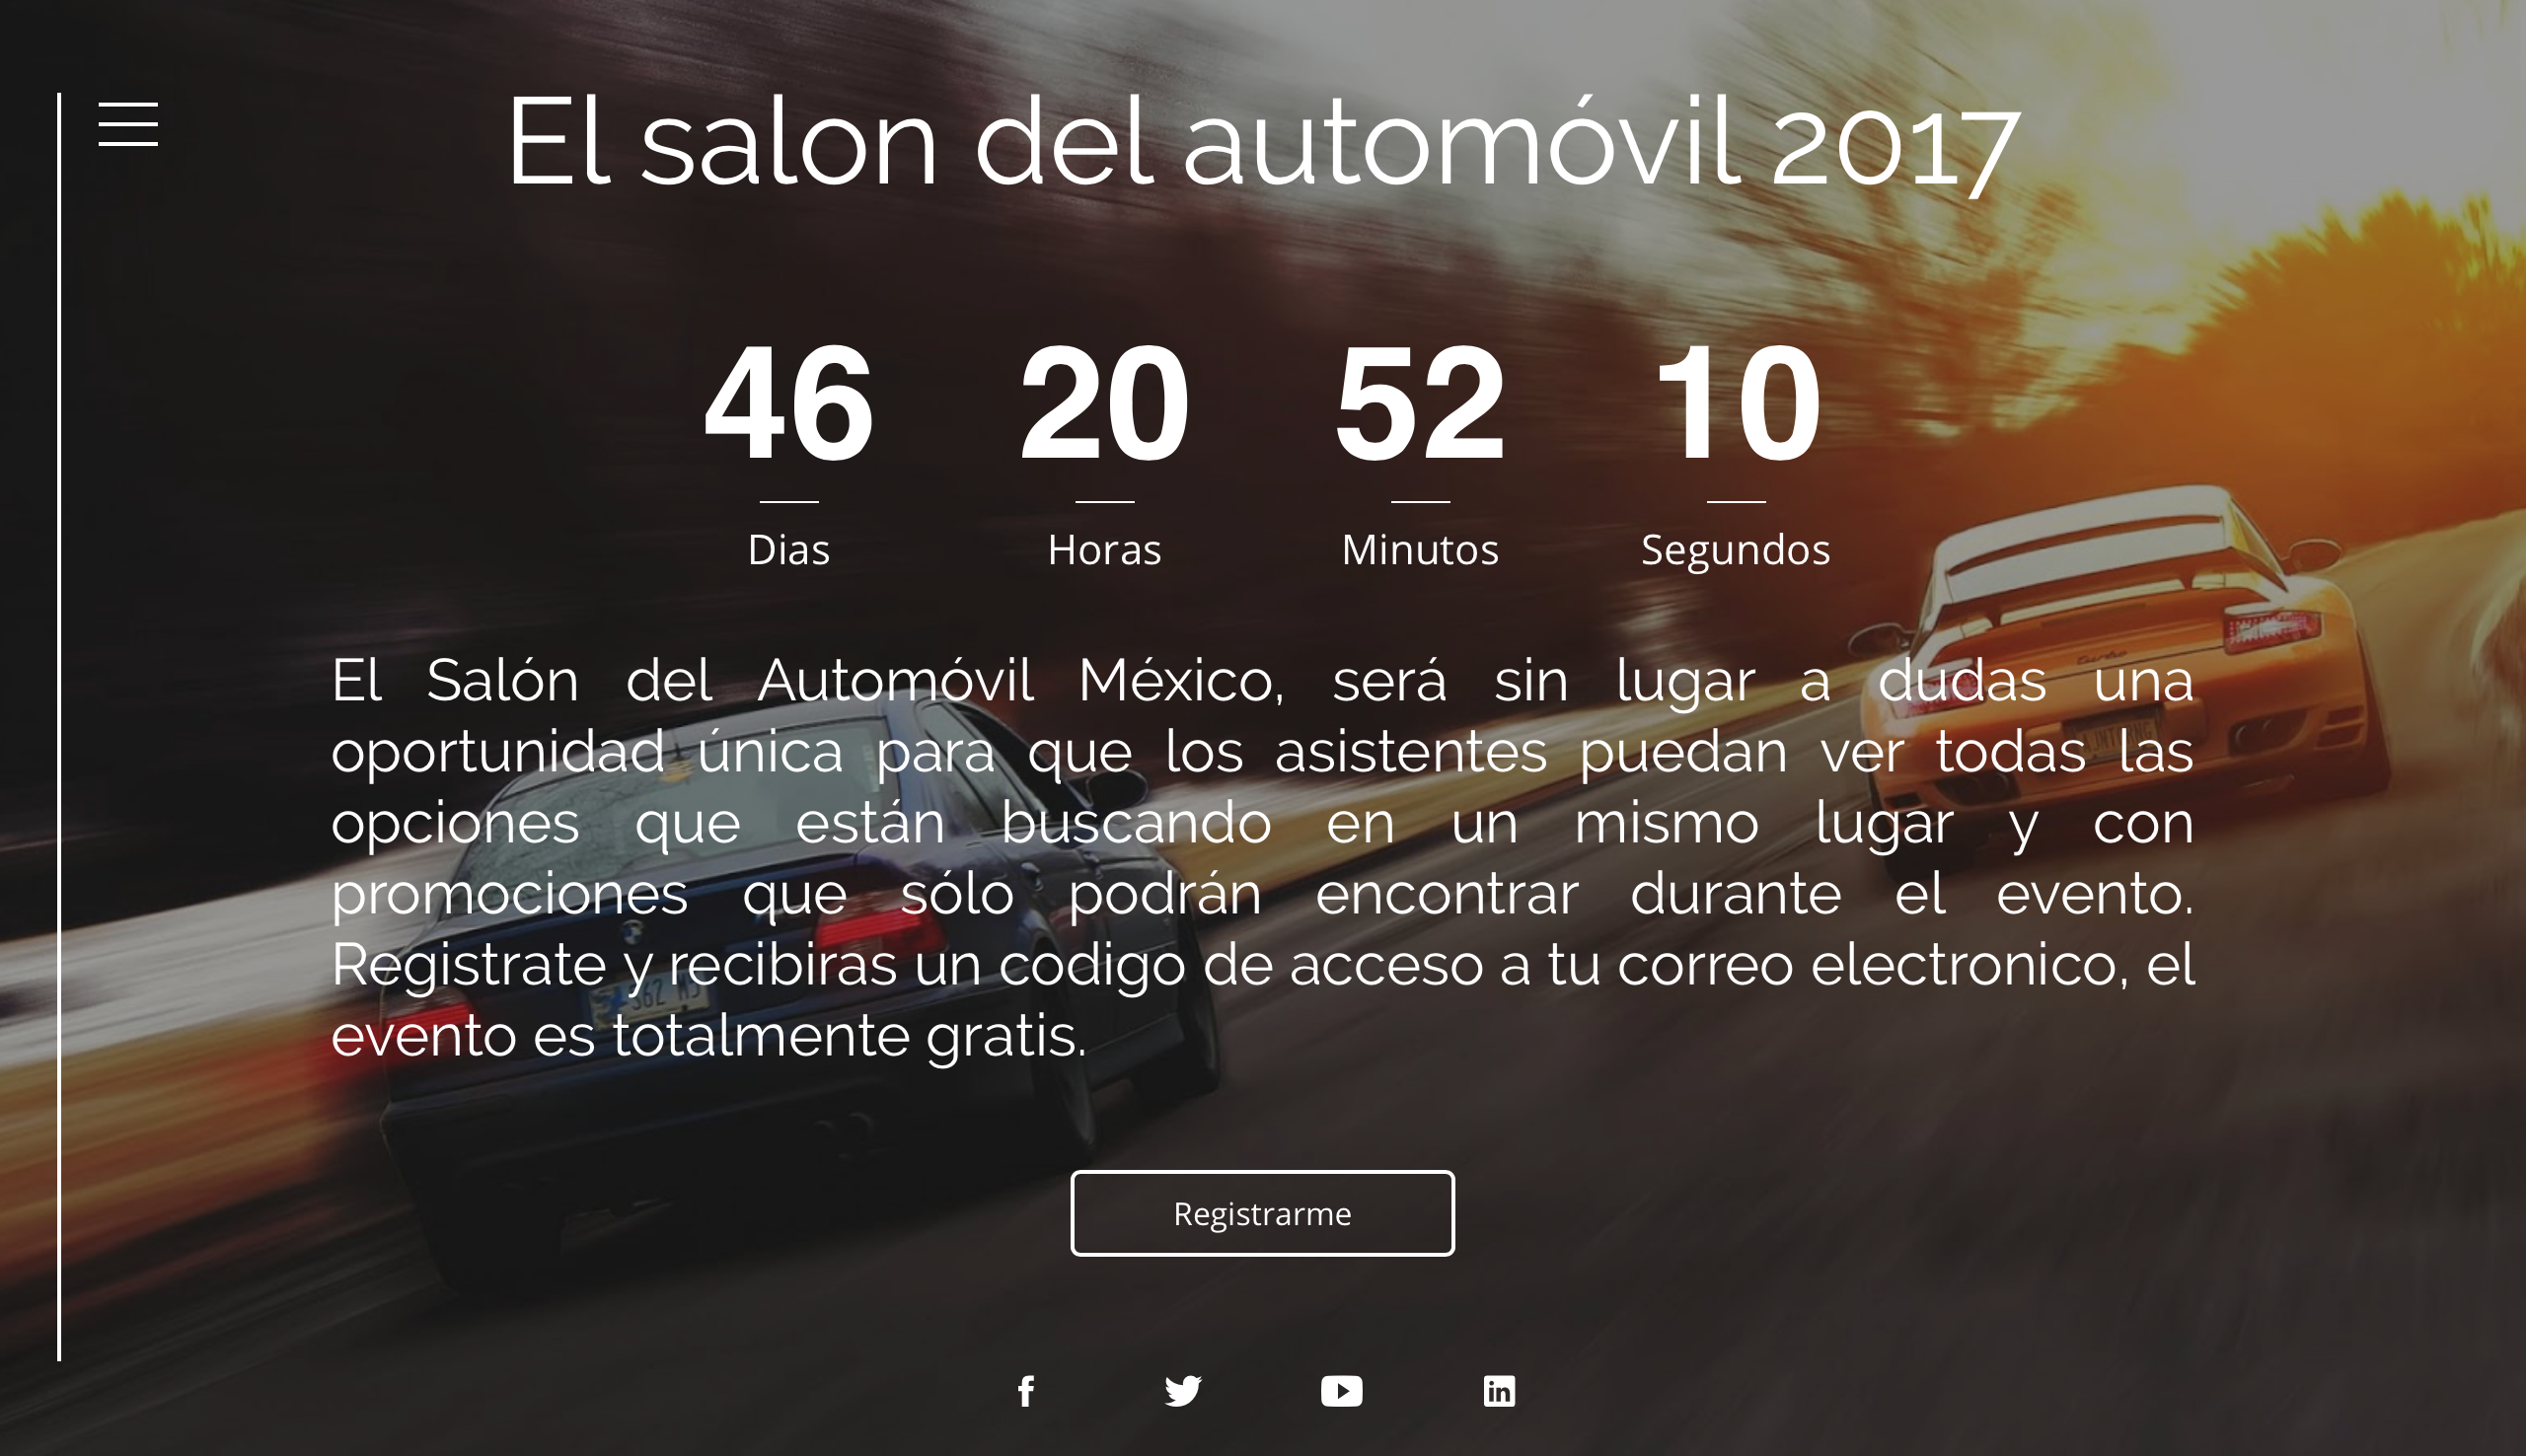 El salon del automóvil 2017
46 20 52 10
Dias Horas Minutos Segundos
El Salón del Automóvil México, será sin lugar a dudas una
oportunidad única para que los asistentes puedan ver todas las
opciones que están buscando en un mismo lugar y con
promociones que sólo podrán encontrar durante el evento.
Registrate y recibiras un codigo de acceso a tu correo electronico, el
evento es totalmente gratis.
Registrarme